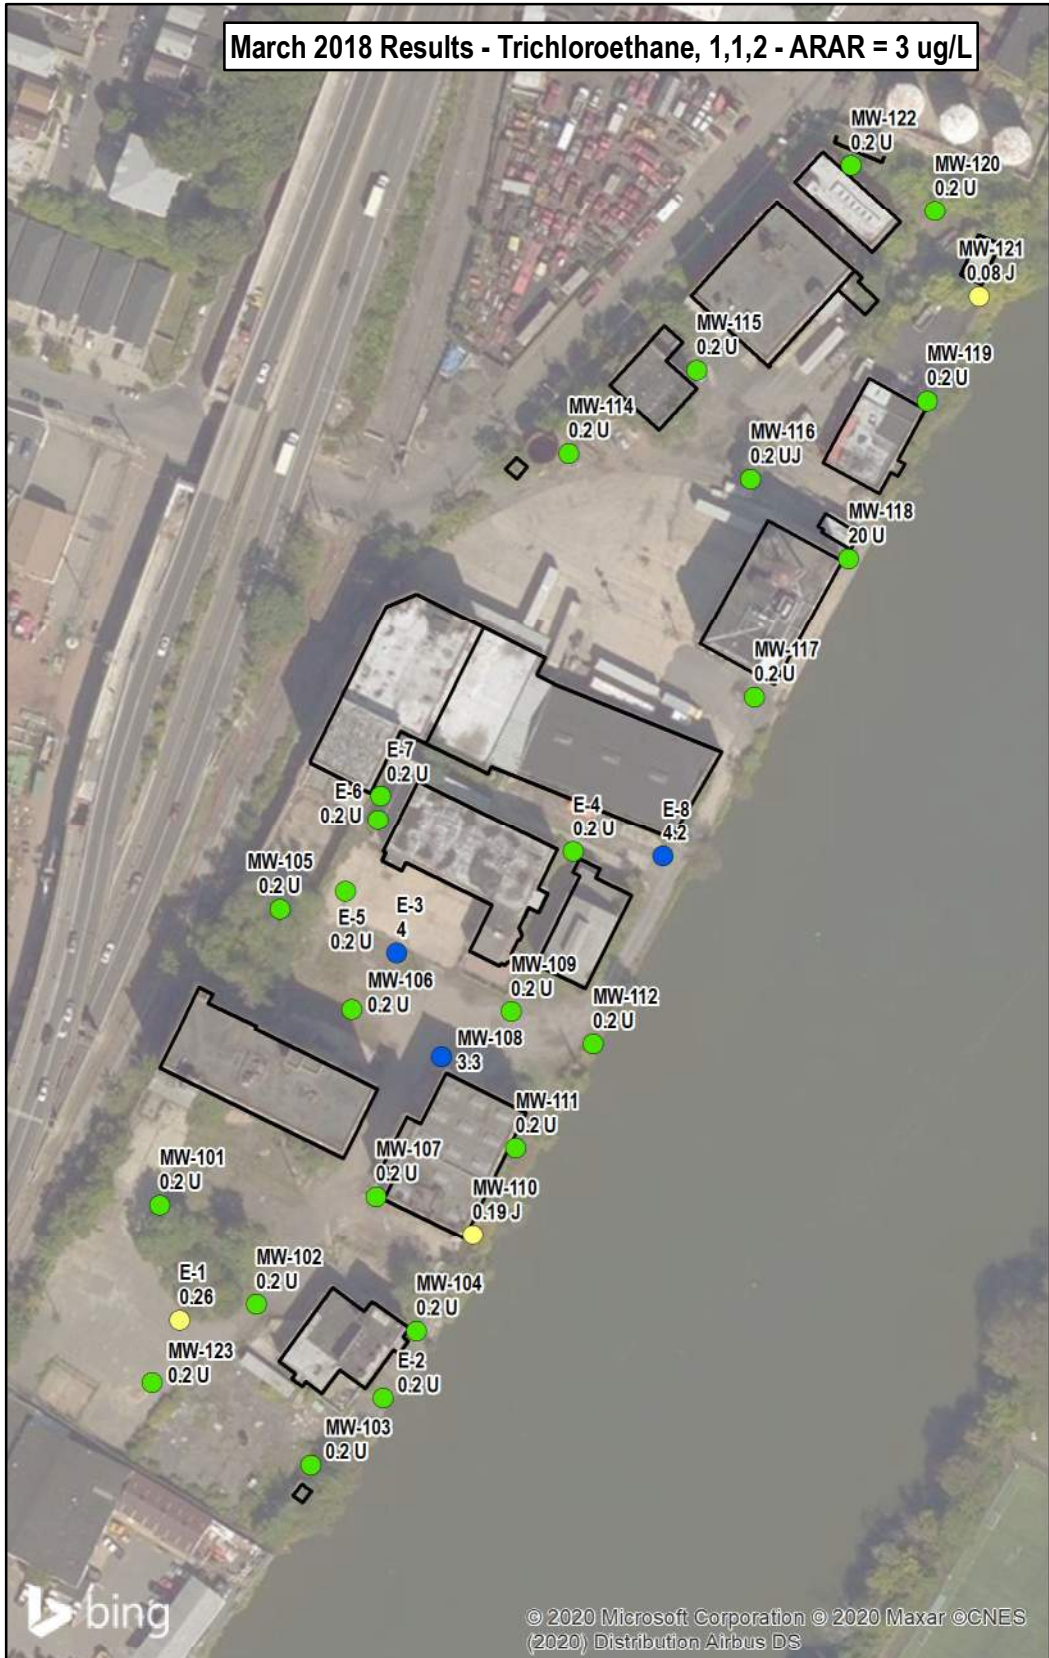 March 2018 Results - Trichloroethane, 1,1,2 - ARAR = 3 ug/L
MW-122
0.2 U
MW-120
0.2 U
MW-121
0.08 J
MW-115
0.2 U
MW-119
0.2 U
MW-114
0.2 U
MW-116
0.2 UJ
MW-118
20 U
MW-117
0.2 U
E-7
0.2 U
E-6
0.2 U
E-4
0.2 U
E-8
4.2
MW-105
0.2 U
E-5
0.2 U
E-3
4
MW-106
0.2 U
MW-109
0.2 U
MW-112
0.2 U
MW-108
3.3
MW-111
0.2 U
MW-107
0.2 U
MW-101
0.2 U
MW-110
0.19 J
MW-102
0.2 U
E-1
0.26
MW-104
0.2 U
MW-123
0.2 U
E-2
0.2 U
MW-103
0.2 U
bing
© 2020 Microsoft Corporation © 2020 Maxar ©CNES
(2020) Distribution Airbus DS